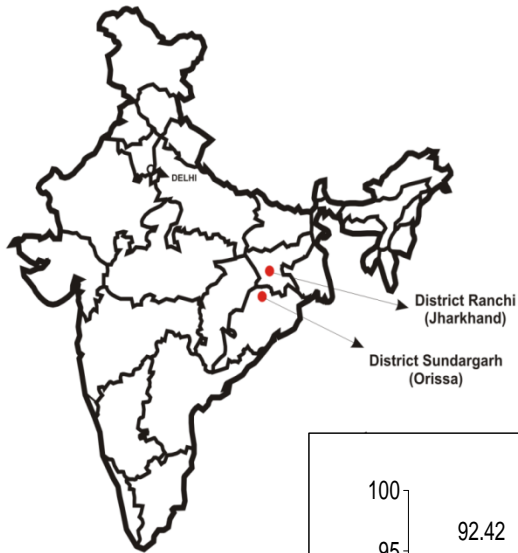 DELHI
District Ranchi
(Jharkhand)
District Sundargarh
(Orissa)
100
92.42
95